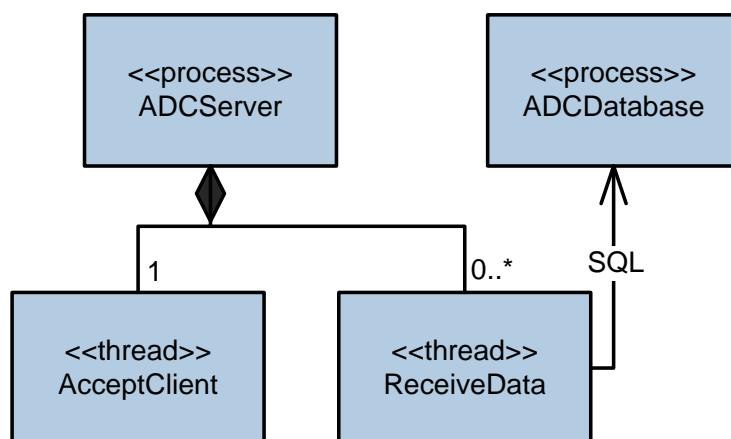 <<process>>
ADCServer
<<process>>
ADCDatabase
1
0..*
SQL
<<thread>>
AcceptClient
<<thread>>
ReceiveData